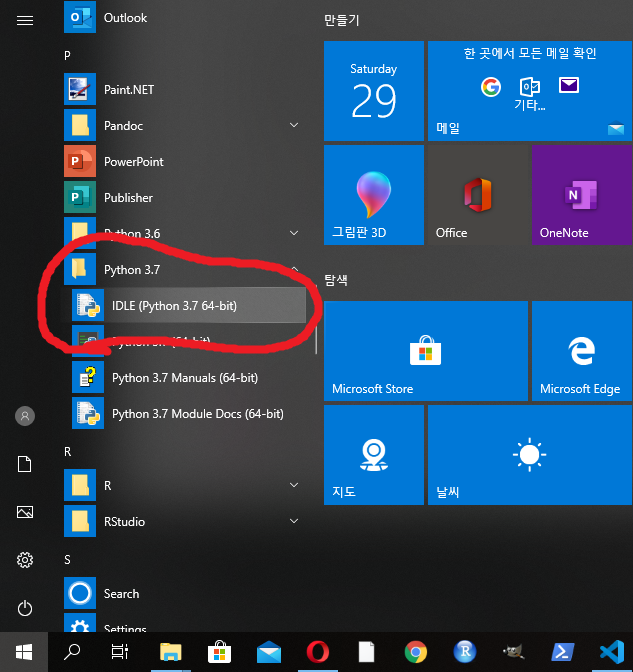 Outlook
P
Paint.NET
Pandoc
PowerPoint
Publisher
Python 3.6
Python 3.7
IDLE (Python 3.7 64-bit)
Python 3.7 Manuals (64-bit)
Python 3.7 Module Docs (64-bit)
R
R
RStudio
S
Search
Settings
만들기
Saturday
29
한 곳에서 모든 메일 확인
기타...
메일
그림판 3D
Office
OneNote
탐색
Microsoft Store
Microsoft Edge
지도
날씨